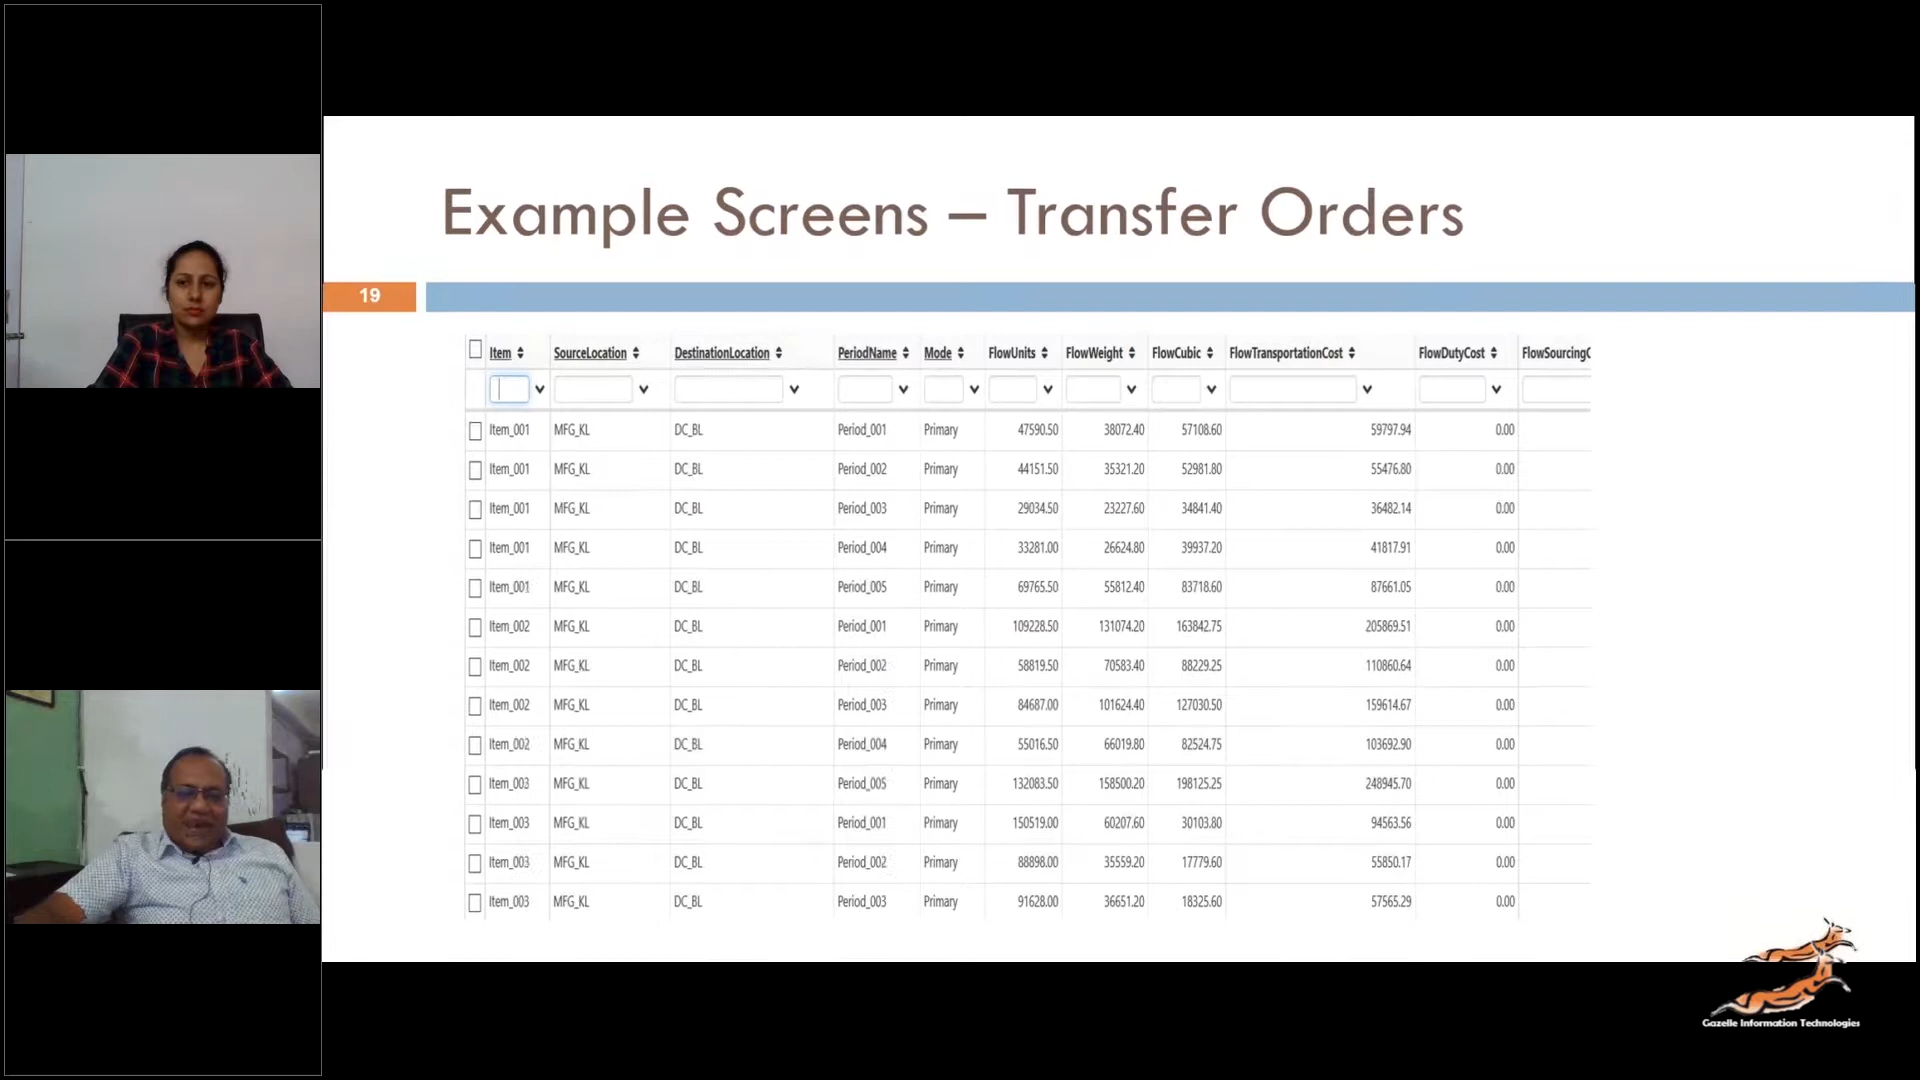 Example Screens – Transfer Orders
19
Item SourceLocation DestinationLocation PeriodName Mode FlowUnits FlowWeight FlowCubic FlowTransportationCost FlowDutyCost FlowSourcingC
Item_001 MFG_KL DC_BL Period_001 Primary 47590.50 38072.40 57108.60 59797.94 0.00
Item_001 MFG_KL DC_BL Period_002 Primary 44151.50 35321.20 52981.80 55476.80 0.00
Item_001 MFG_KL DC_BL Period_003 Primary 29034.50 23227.60 34841.40 36482.14 0.00
Item_001 MFG_KL DC_BL Period_004 Primary 33281.00 26624.80 39937.20 41817.91 0.00
Item_001 MFG_KL DC_BL Period_005 Primary 69765.50 55812.40 83718.60 87661.05 0.00
Item_002 MFG_KL DC_BL Period_001 Primary 109228.50 131074.20 163842.75 205869.51 0.00
Item_002 MFG_KL DC_BL Period_002 Primary 58819.50 70583.40 88229.25 110860.64 0.00
Item_002 MFG_KL DC_BL Period_003 Primary 84687.00 101624.40 127030.50 159614.67 0.00
Item_002 MFG_KL DC_BL Period_004 Primary 55016.50 66019.80 82524.75 103692.90 0.00
Item_003 MFG_KL DC_BL Period_005 Primary 132083.50 158500.20 198125.25 248945.70 0.00
Item_003 MFG_KL DC_BL Period_001 Primary 150519.00 60207.60 30103.80 94563.56 0.00
Item_003 MFG_KL DC_BL Period_002 Primary 88898.00 35559.20 17779.60 55850.17 0.00
Item_003 MFG_KL DC_BL Period_003 Primary 91628.00 36651.20 18325.60 57565.29 0.00
Gazelle Information Technologies